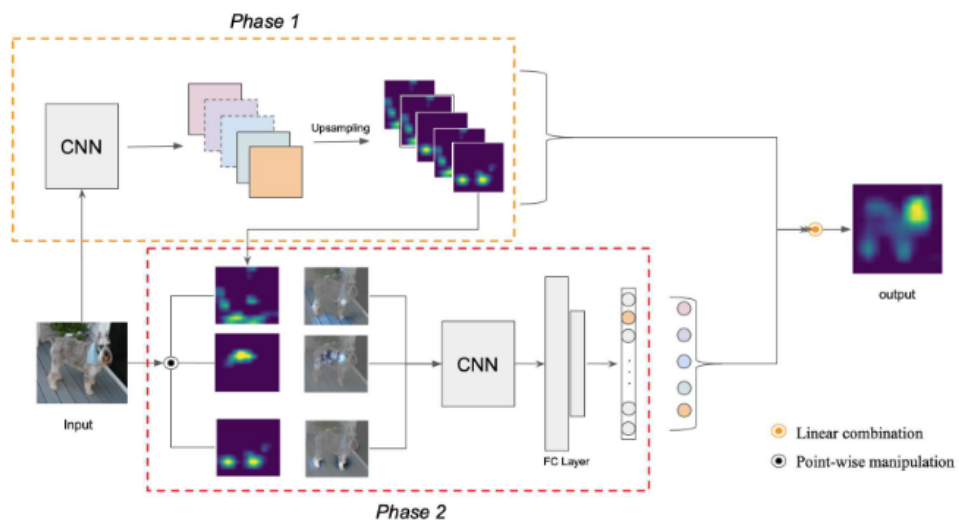 Phase 1
CNN
Upsampling
output
Input
CNN
FC Layer
Linear combination
Point-wise manipulation
Phase 2